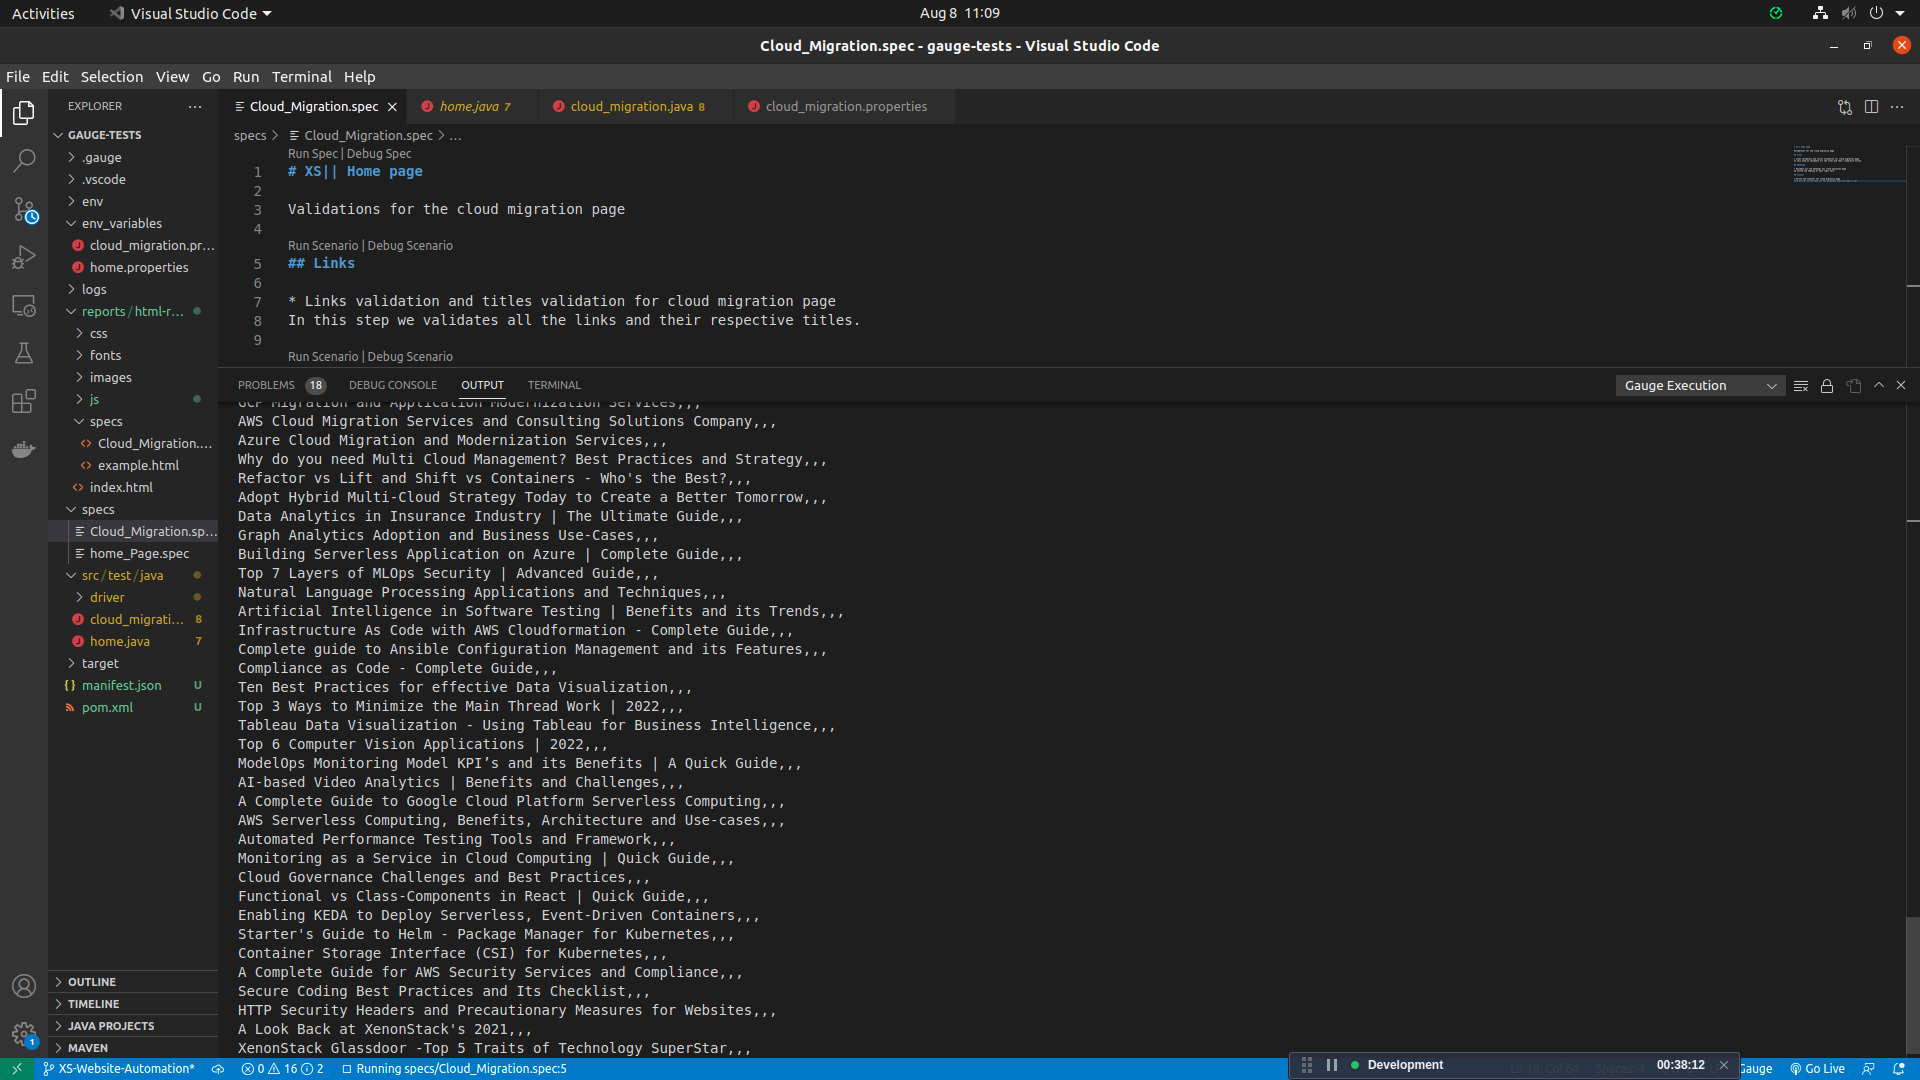 Activities
Visual Studio Code
Aug 8 11:09
Cloud_Migration.spec - gauge-tests - Visual Studio Code
File Edit Selection View Go Run Terminal Help
EXPLORER
GAUGE-TESTS
.gauge
.vscode
env
env_variables
cloud_migration.pr...
home.properties
logs
reports/html-r...
css
fonts
images
js
specs
Cloud_Migration....
example.html
index.html
specs
Cloud_Migration.sp...
home_Page.spec
src/test/java
driver
cloud_migrati... 8
home.java 7
target
manifest.json U
pom.xml U
OUTLINE
TIMELINE
JAVA PROJECTS
MAVEN
1
Cloud_Migration.spec
home.java 7
cloud_migration.java 8
cloud_migration.properties
specs > Cloud_Migration.spec > ...
Run Spec | Debug Spec
1 # XS|| Home page
2
3 Validations for the cloud migration page
4
Run Scenario | Debug Scenario
5 ## Links
6
7 * Links validation and titles validation for cloud migration page
8 In this step we validates all the links and their respective titles.
9
Run Scenario | Debug Scenario
PROBLEMS 18 DEBUG CONSOLE OUTPUT TERMINAL
Gauge Execution
GCP Migration and Application Modernization Services,,,
AWS Cloud Migration Services and Consulting Solutions Company,,,
Azure Cloud Migration and Modernization Services,,,
Why do you need Multi Cloud Management? Best Practices and Strategy,,,
Refactor vs Lift and Shift vs Containers - Who's the Best?,,,
Adopt Hybrid Multi-Cloud Strategy Today to Create a Better Tomorrow,,,
Data Analytics in Insurance Industry | The Ultimate Guide,,,
Graph Analytics Adoption and Business Use-Cases,,,
Building Serverless Application on Azure | Complete Guide,,,
Top 7 Layers of MLOps Security | Advanced Guide,,,
Natural Language Processing Applications and Techniques,,,
Artificial Intelligence in Software Testing | Benefits and its Trends,,,
Infrastructure As Code with AWS Cloudformation - Complete Guide,,,
Complete guide to Ansible Configuration Management and its Features,,,
Compliance as Code - Complete Guide,,,
Ten Best Practices for effective Data Visualization,,,
Top 3 Ways to Minimize the Main Thread Work | 2022,,,
Tableau Data Visualization - Using Tableau for Business Intelligence,,,
Top 6 Computer Vision Applications | 2022,,,
ModelOps Monitoring Model KPI’s and its Benefits | A Quick Guide,,,
AI-based Video Analytics | Benefits and Challenges,,,
A Complete Guide to Google Cloud Platform Serverless Computing,,,
AWS Serverless Computing, Benefits, Architecture and Use-cases,,,
Automated Performance Testing Tools and Framework,,,
Monitoring as a Service in Cloud Computing | Quick Guide,,,
Cloud Governance Challenges and Best Practices,,,
Functional vs Class-Components in React | Quick Guide,,,
Enabling KEDA to Deploy Serverless, Event-Driven Containers,,,
Starter's Guide to Helm - Package Manager for Kubernetes,,,
Container Storage Interface (CSI) for Kubernetes,,,
A Complete Guide for AWS Security Services and Compliance,,,
Secure Coding Best Practices and Its Checklist,,,
HTTP Security Headers and Precautionary Measures for Websites,,,
A Look Back at XenonStack's 2021,,,
XenonStack Glassdoor -Top 5 Traits of Technology SuperStar,,,
XS-Website-Automation* 0 16 2 Running specs/Cloud_Migration.spec:5
Development 00:38:12
Gauge Go Live